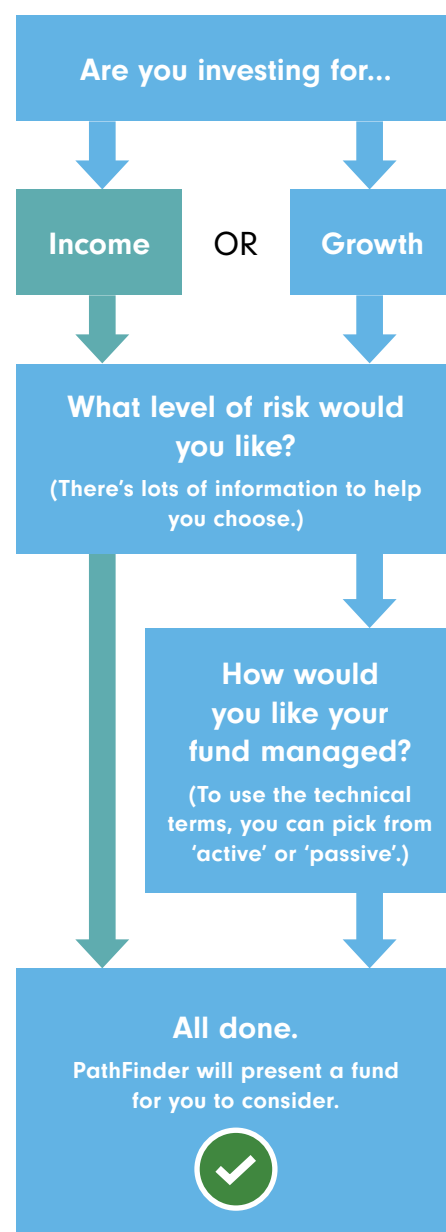 Are you investing for...
Income
OR
Growth
What level of risk would
you like?
(There’s lots of information to help
you choose.)
How would
you like your
fund managed?
(To use the technical
terms, you can pick from
‘active’ or ‘passive’.)
All done.
PathFinder will present a fund
for you to consider.